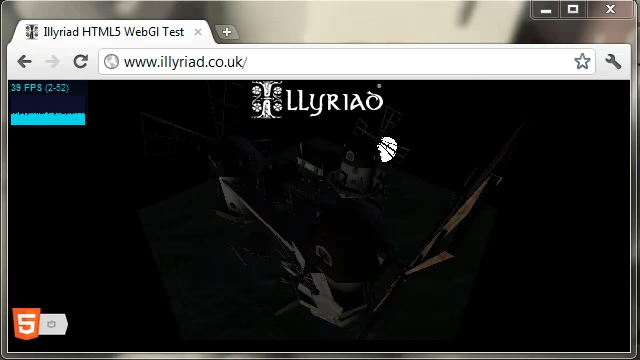 Illyriad HTML5 WebGl Test
www.illyriad.co.uk/
39 FPS (2-52)
ILLYRIAD
5